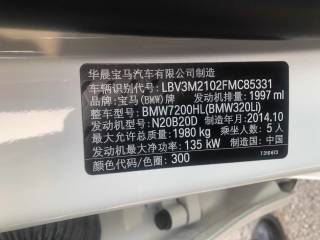 华晨宝马汽车有限公司制造
车辆识别代号: LBV3M2102FMC85331
品牌: 宝马(BMW)牌 发动机排量: 1997 ml
整车型号: BMW7200HL(BMW320Li)
发动机型号: N20B20D 制造年月: 2014.10
最大允许总质量: 1980 kg 乘坐人数: 5 人
发动机最大净功率: 135 kW 制造国: 中国
颜色代码/色圈: 300